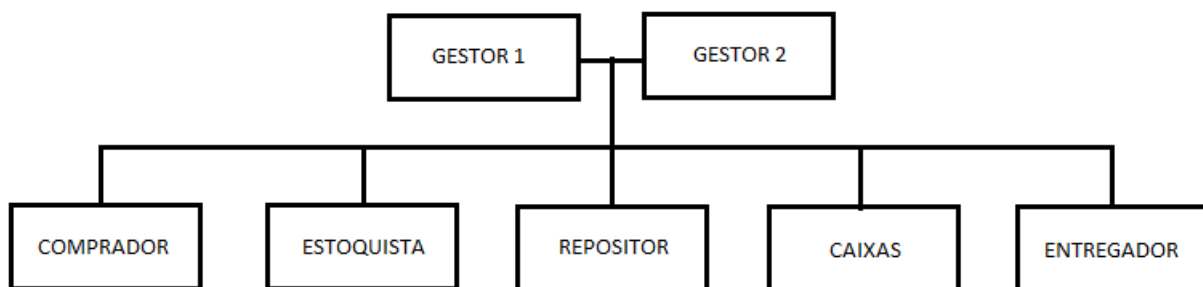 GESTOR 1
GESTOR 2
COMPRADOR
ESTOQUISTA
REPOSITOR
CAIXAS
ENTREGADOR